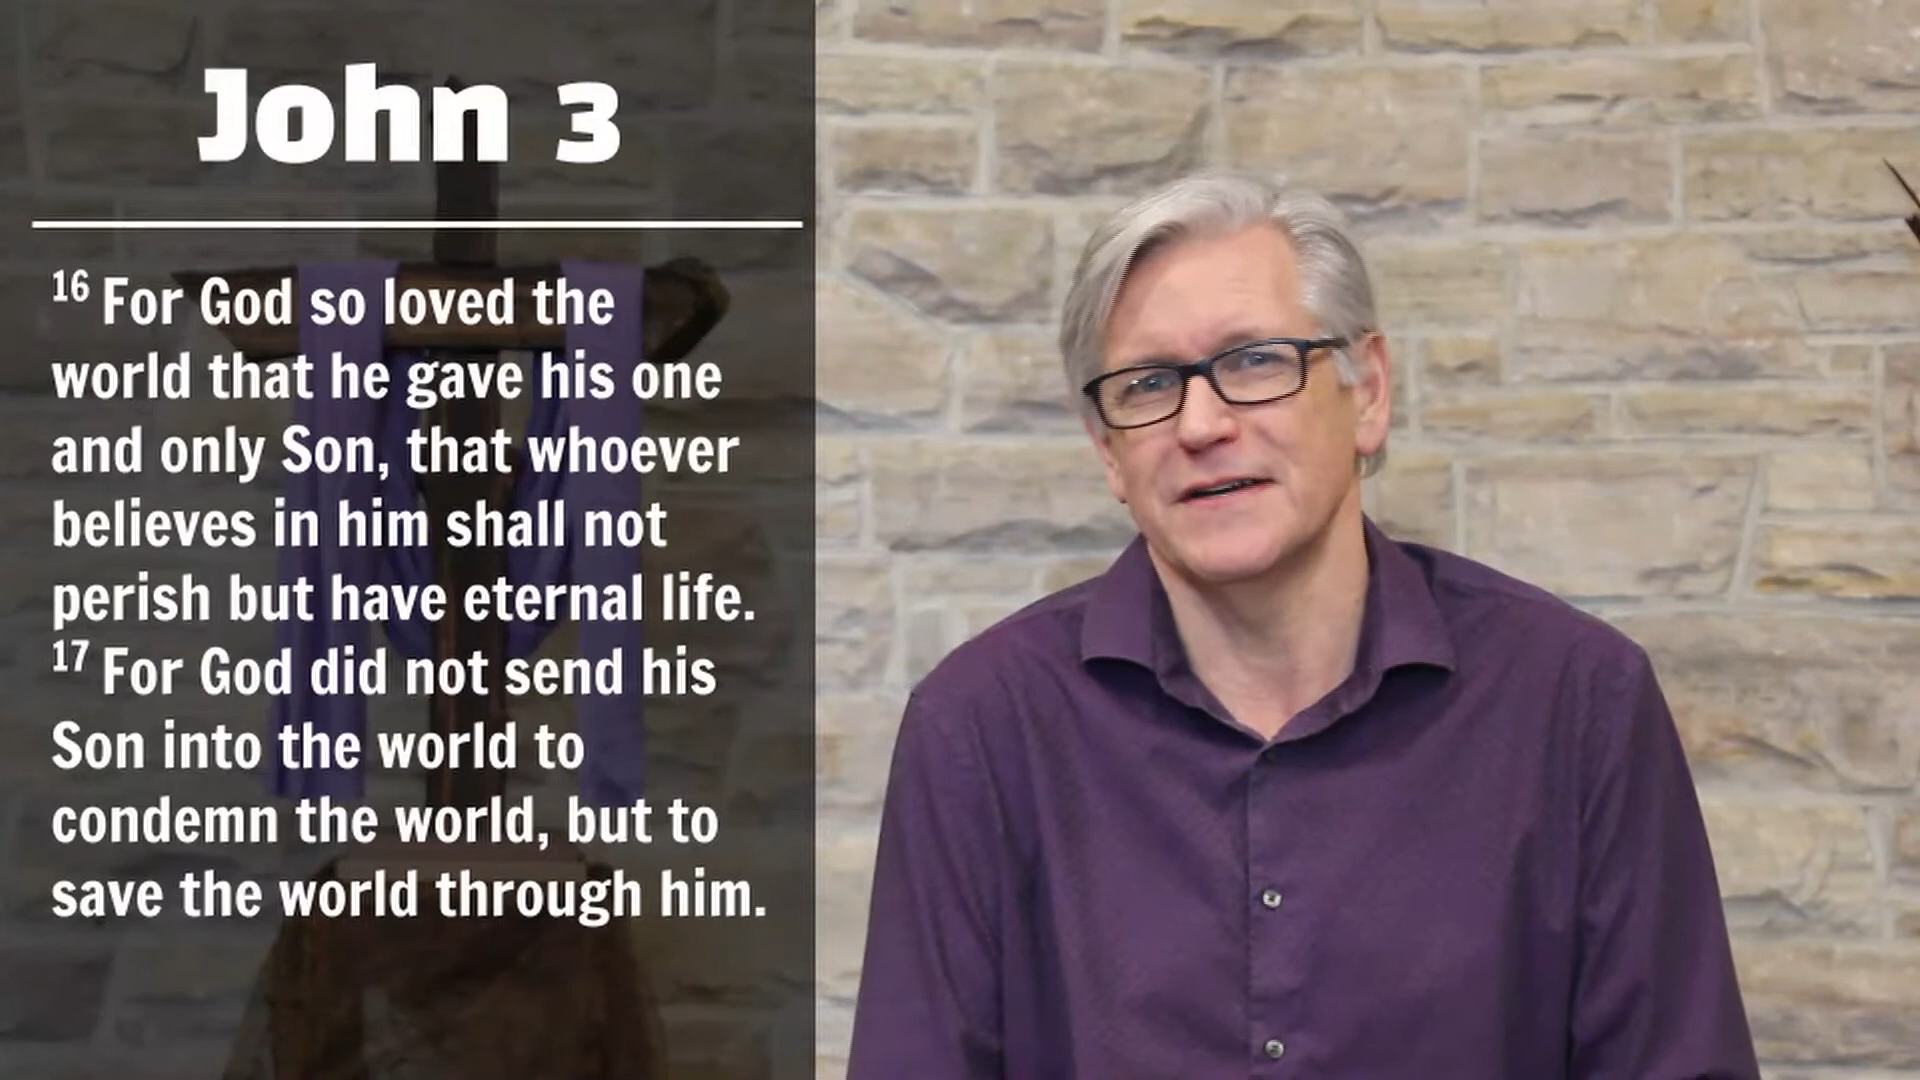 John 3
16 For God so loved the
world that he gave his one
and only Son, that whoever
believes in him shall not
perish but have eternal life.
17 For God did not send his
Son into the world to
condemn the world, but to
save the world through him.